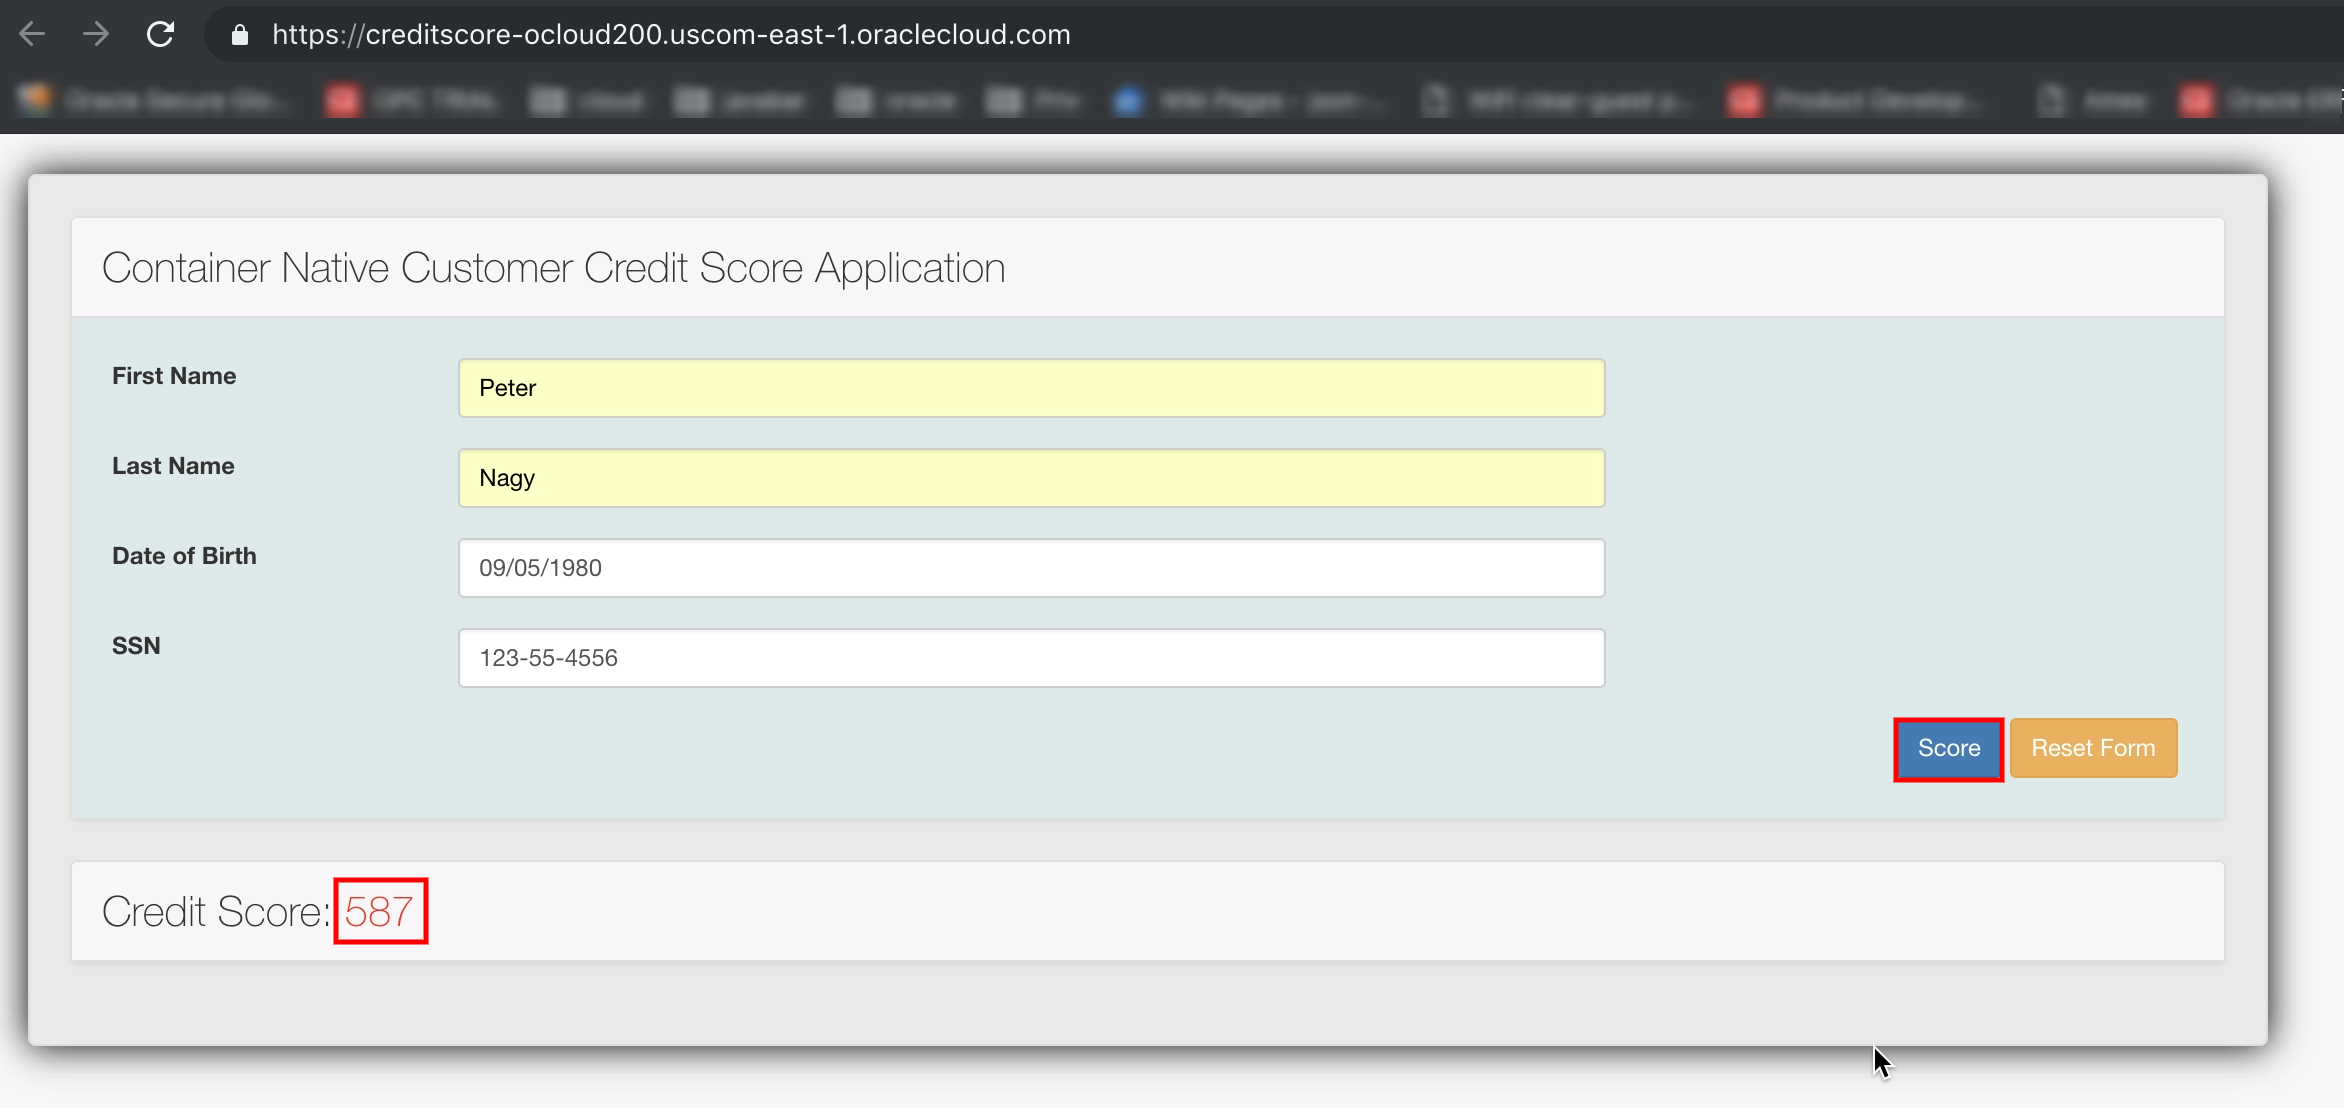 https://creditscore-ocloud200.uscom-east-1.oraclecloud.com
Container Native Customer Credit Score Application
First Name
Peter
Last Name
Nagy
Date of Birth
09/05/1980
SSN
123-55-4556
Score Reset Form
Credit Score: 587